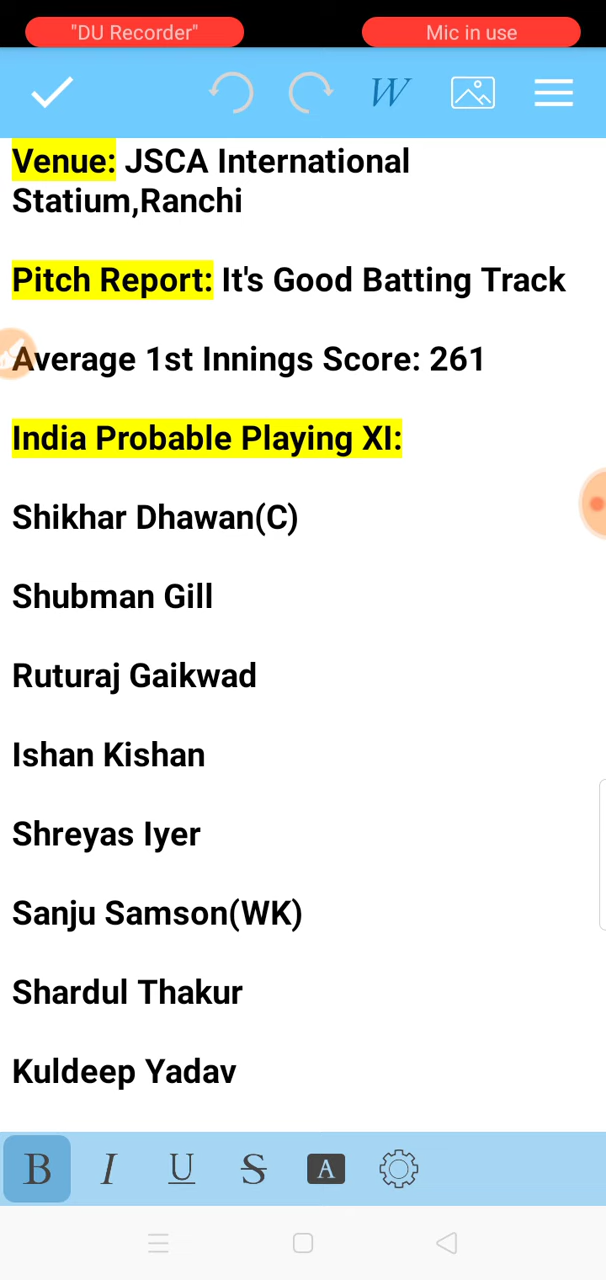 "DU Recorder"
Mic in use
W
Venue: JSCA International
Statium,Ranchi
Pitch Report: It's Good Batting Track
Average 1st Innings Score: 261
India Probable Playing XI:
Shikhar Dhawan(C)
Shubman Gill
Ruturaj Gaikwad
Ishan Kishan
Shreyas Iyer
Sanju Samson(WK)
Shardul Thakur
Kuldeep Yadav
B I U S A